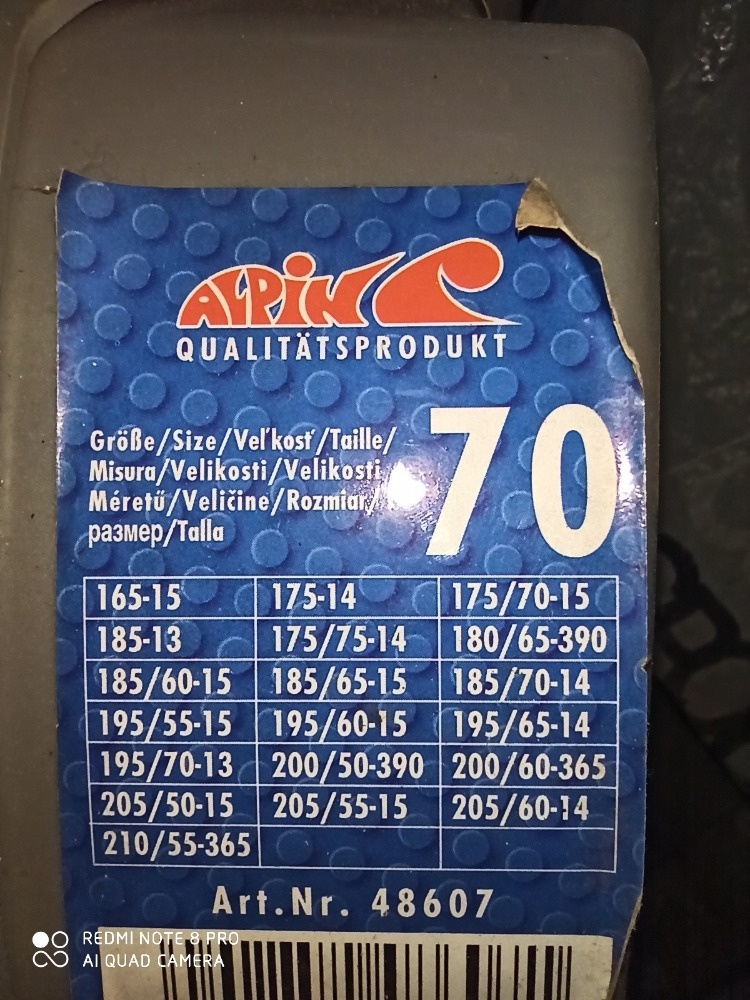 ALPIN
QUALITÄTSPRODUKT
Größe/Size/Veľkosť/Taille/
Misura/Velikosti/Velikosti
Méretű/Veličine/Rozmiar/
размер/Talla
70
165-15 175-14 175/70-15
185-13 175/75-14 180/65-390
185/60-15 185/65-15 185/70-14
195/55-15 195/60-15 195/65-14
195/70-13 200/50-390 200/60-365
205/50-15 205/55-15 205/60-14
210/55-365
Art.Nr. 48607
REDMI NOTE 8 PRO
AI QUAD CAMERA